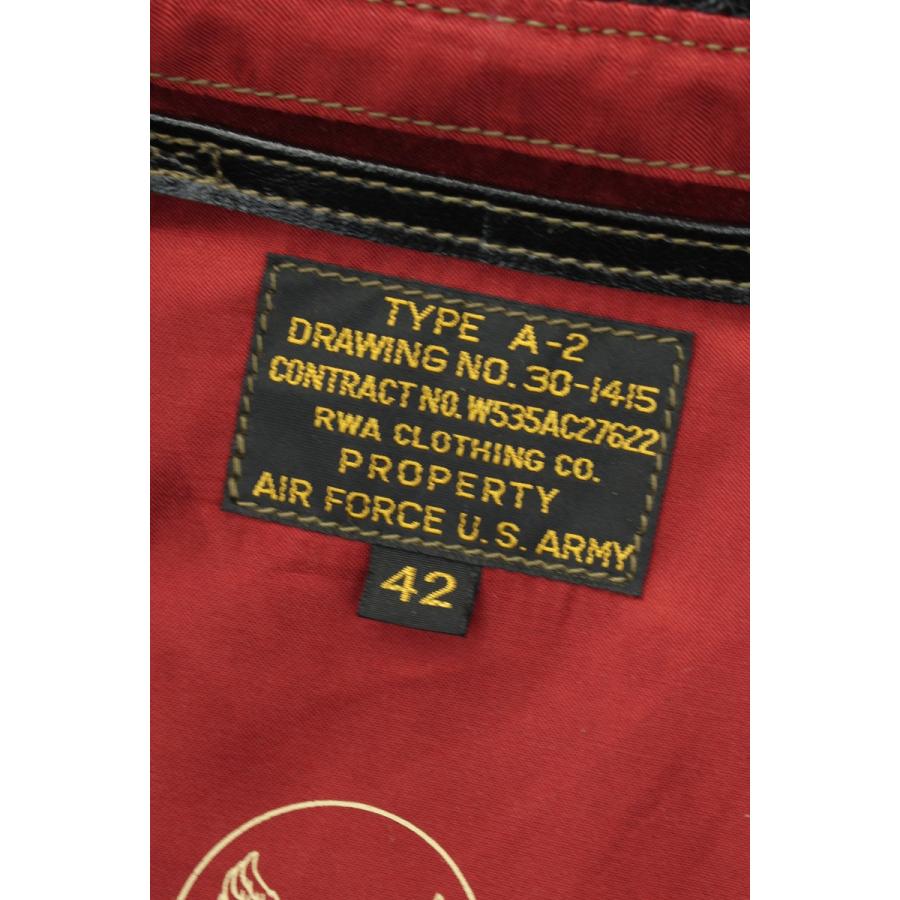 TYPE A-2
DRAWING NO. 30-1415
CONTRACT NO. W535AC27622
RWA CLOTHING CO.
PROPERTY
AIR FORCE U.S. ARMY
42